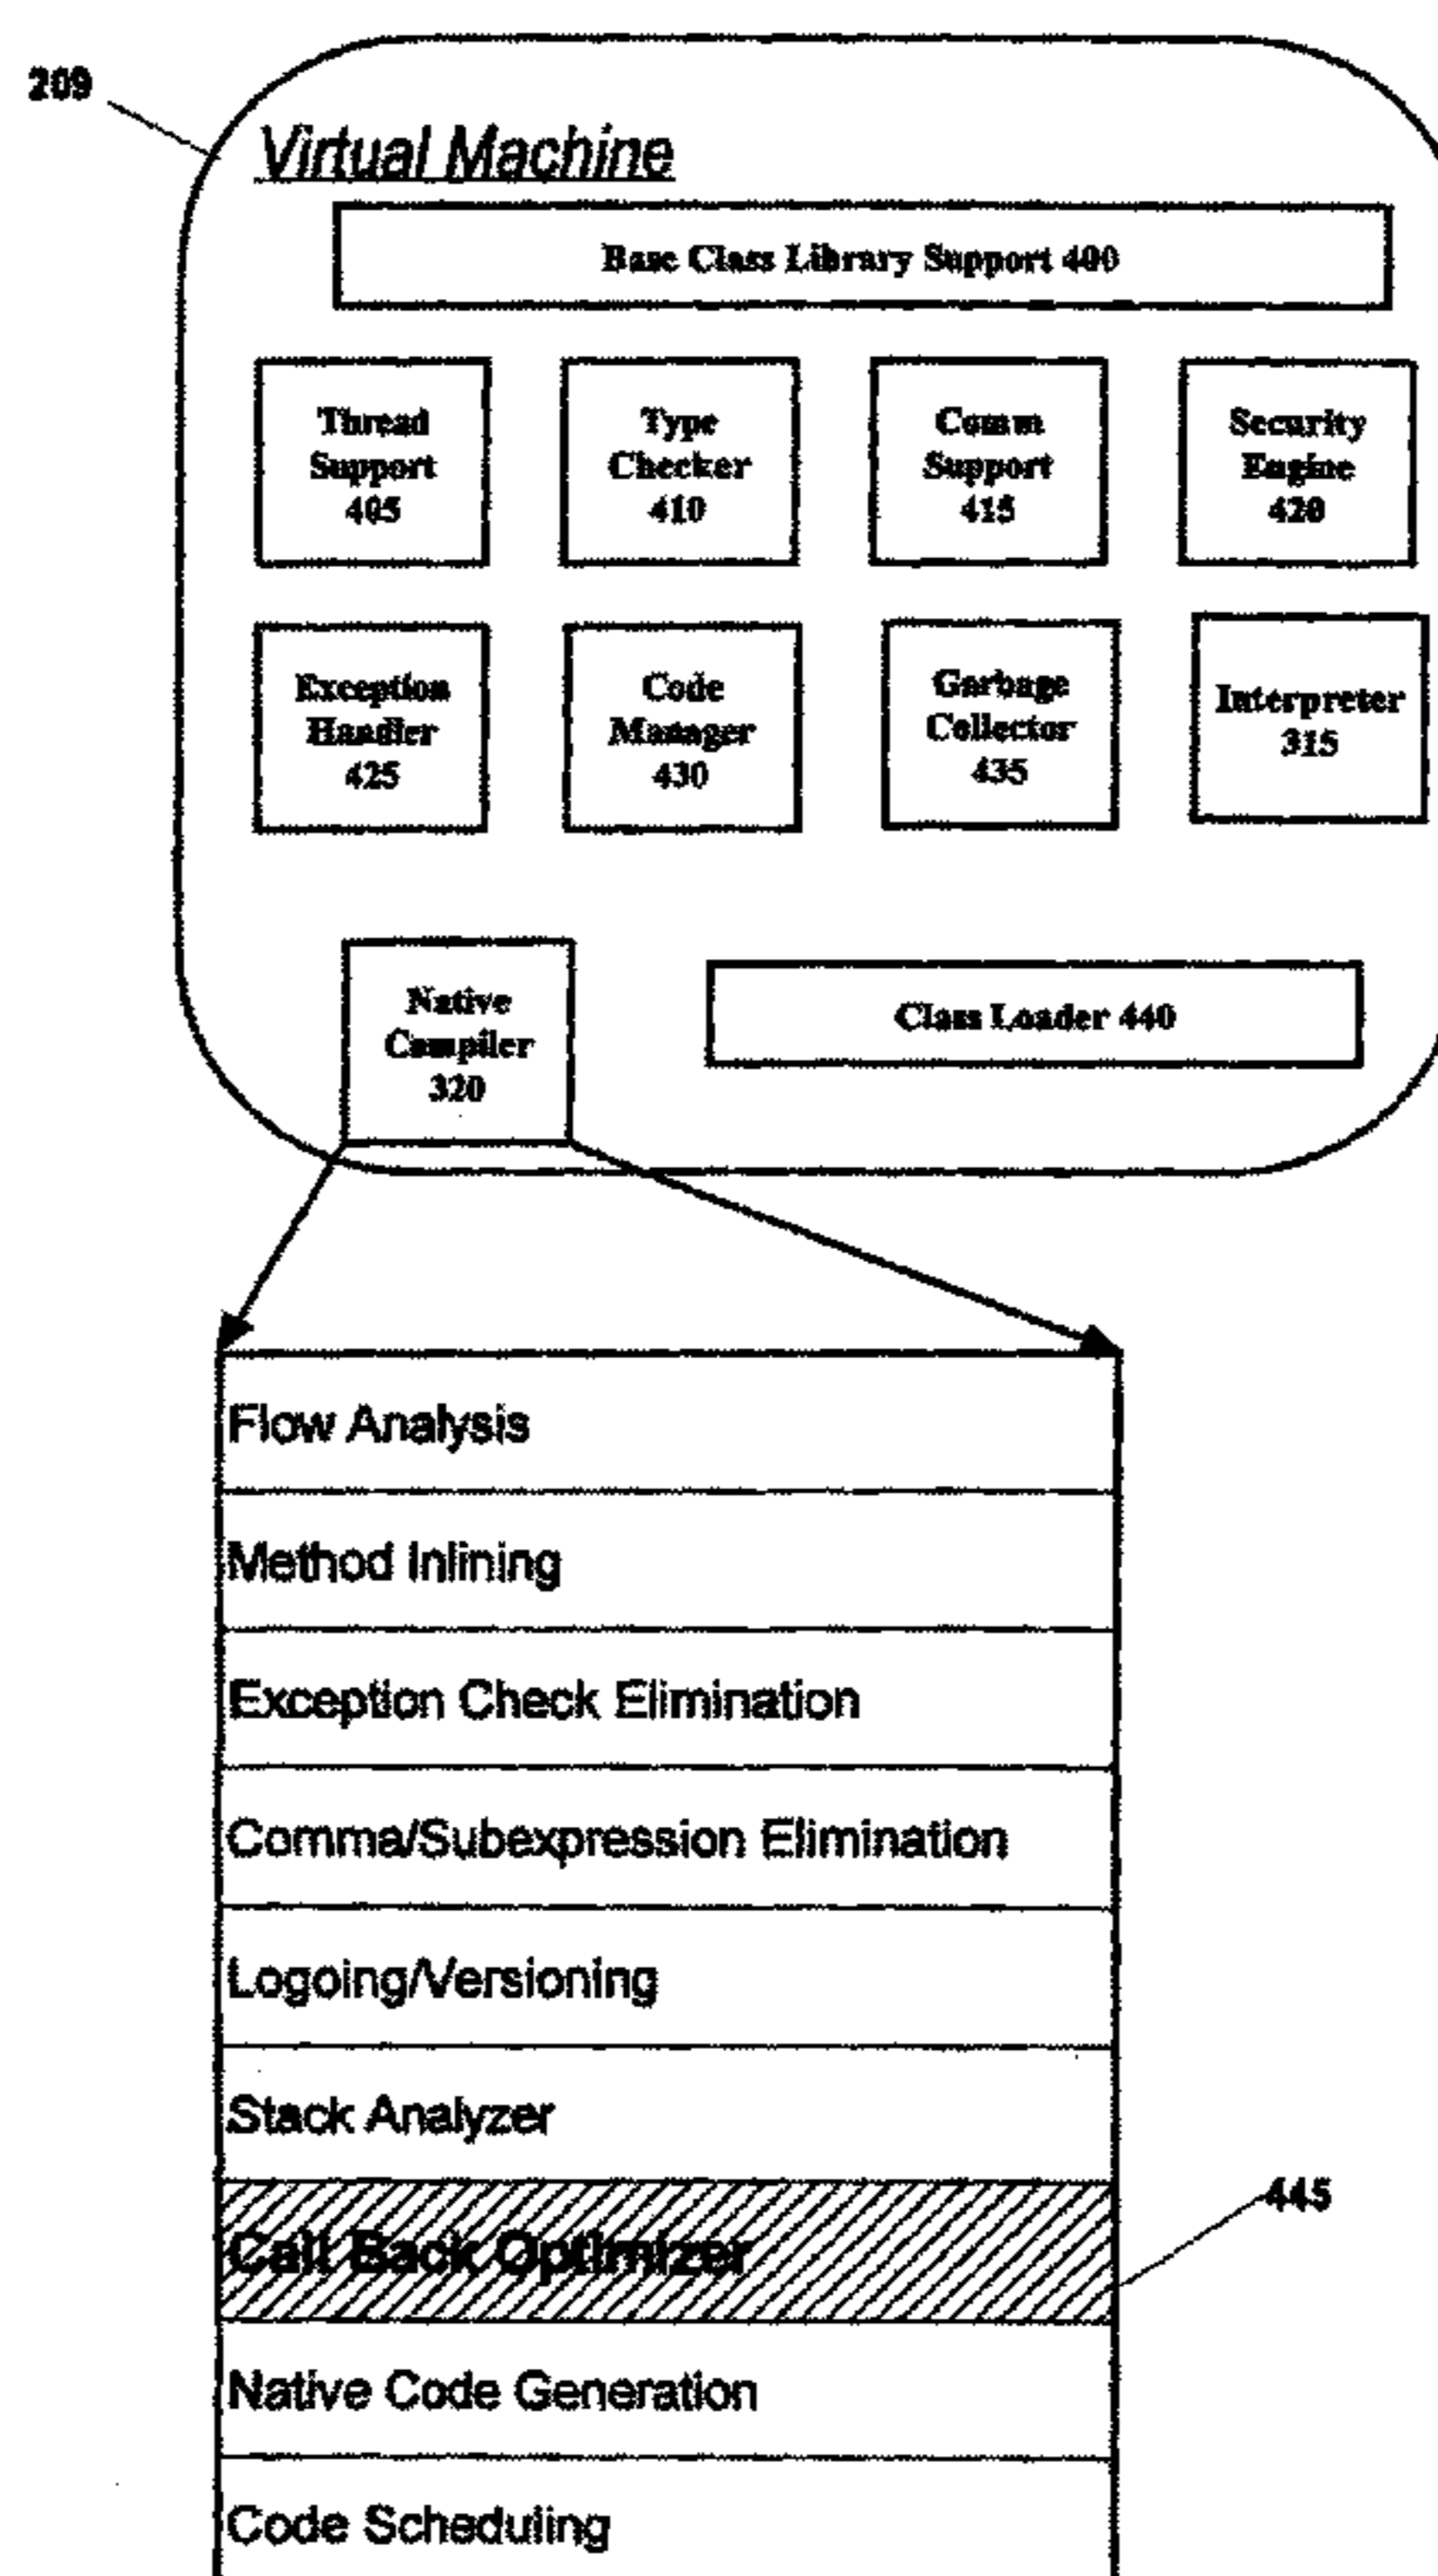 209
Virtual Machine
Base Class Library Support 400
Thread
Support
405
Type
Checker
410
Comm
Support
415
Security
Engine
420
Exception
Handler
425
Code
Manager
430
Garbage
Collector
435
Interpreter
315
Native
Compiler
320
Class Loader 440
Flow Analysis
Method Inlining
Exception Check Elimination
Comma/Subexpression Elimination
Logoing/Versioning
Stack Analyzer
Call Back Optimizer
445
Native Code Generation
Code Scheduling